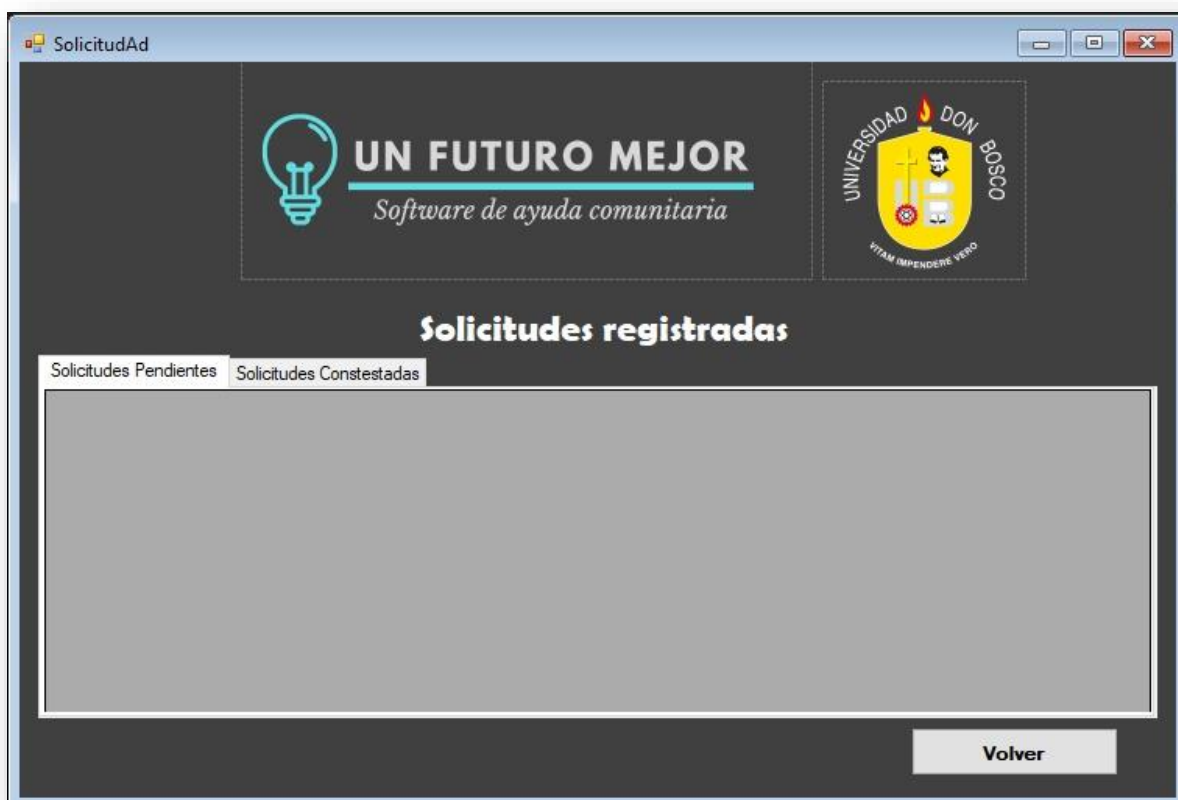 SolicitudAd
UN FUTURO MEJOR
Software de ayuda comunitaria
UNIVERSIDAD DON BOSCO
UB
VITAM IMPENDERE VERO
Solicitudes registradas
Solicitudes Pendientes
Solicitudes Constestadas
Volver